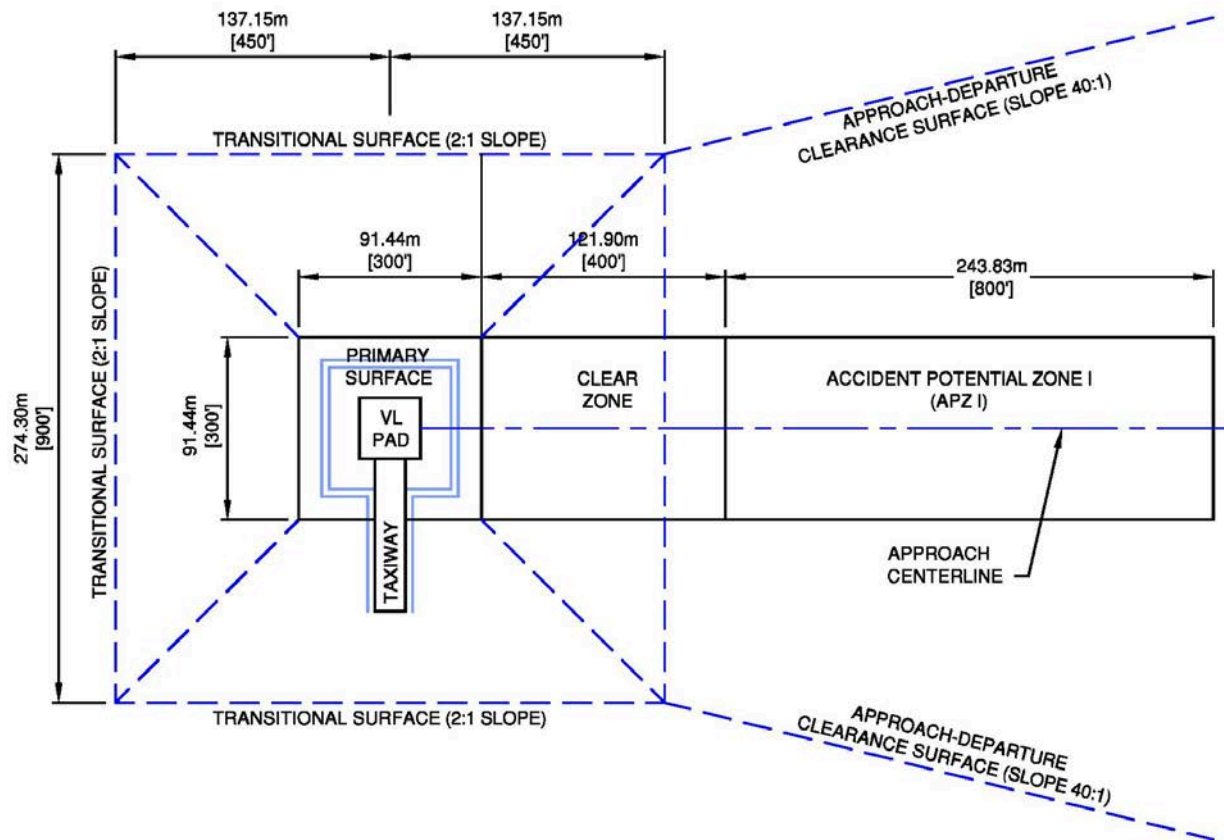 137.15m
[450']
137.15m
[450']
APPROACH-DEPARTURE
CLEARANCE SURFACE (SLOPE 40:1)
TRANSITIONAL SURFACE (2:1 SLOPE)
91.44m
[300']
121.90m
[400']
243.83m
[800']
274.30m
[900']
TRANSITIONAL SURFACE (2:1 SLOPE)
91.44m
[300']
PRIMARY
SURFACE
VL
PAD
TAXIWAY
CLEAR
ZONE
ACCIDENT POTENTIAL ZONE I
(APZ I)
APPROACH
CENTERLINE
TRANSITIONAL SURFACE (2:1 SLOPE)
APPROACH-DEPARTURE
CLEARANCE SURFACE (SLOPE 40:1)